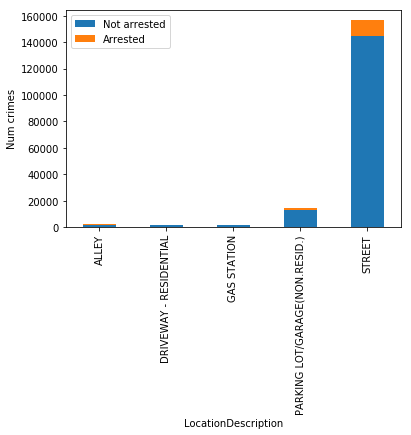 Not arrested
Arrested
Num crimes
160000
140000
120000
100000
80000
60000
40000
20000
0
ALLEY
DRIVEWAY - RESIDENTIAL
GAS STATION
PARKING LOT/GARAGE(NON.RESID.)
STREET
LocationDescription